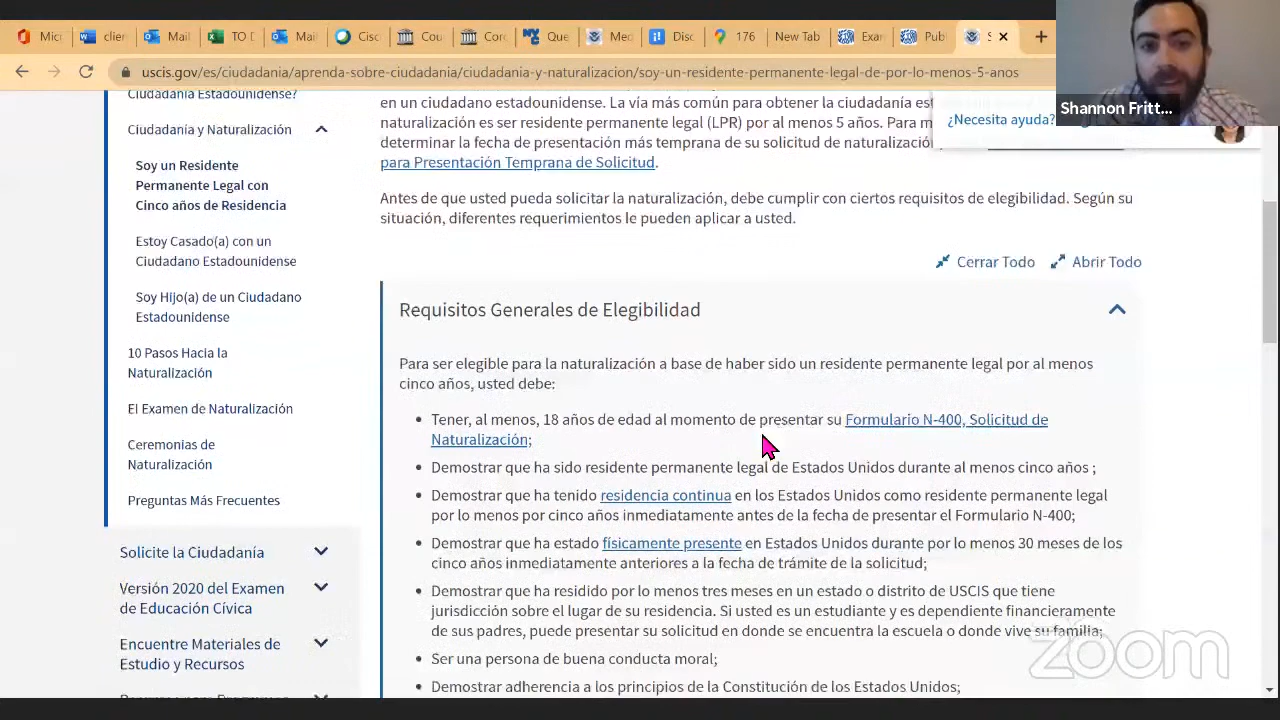 Mic
clien
Mail
TO D
Mail
Cisc
Cou
Corc
Que
Med
Disc
176
New Tab
Exar
Pub
S
uscis.gov/es/ciudadania/aprenda-sobre-ciudadania/ciudadania-y-naturalizacion/soy-un-residente-permanente-legal-de-por-lo-menos-5-anos
Shannon Fritt...
¿Necesita ayuda?
Ciudadanía Estadounidense?
Ciudadanía y Naturalización
Soy un Residente
Permanente Legal con
Cinco años de Residencia
Estoy Casado(a) con un
Ciudadano Estadounidense
Soy Hijo(a) de un Ciudadano
Estadounidense
10 Pasos Hacia la
Naturalización
El Examen de Naturalización
Ceremonias de
Naturalización
Preguntas Más Frecuentes
Solicite la Ciudadanía
Versión 2020 del Examen
de Educación Cívica
Encuentre Materiales de
Estudio y Recursos
en un ciudadano estadounidense. La vía más común para obtener la ciudadanía est
naturalización es ser residente permanente legal (LPR) por al menos 5 años. Para m
determinar la fecha de presentación más temprana de su solicitud de naturalizació
para Presentación Temprana de Solicitud.
Antes de que usted pueda solicitar la naturalización, debe cumplir con ciertos requisitos de elegibilidad. Según su
situación, diferentes requerimientos le pueden aplicar a usted.
Cerrar Todo
Abrir Todo
Requisitos Generales de Elegibilidad
Para ser elegible para la naturalización a base de haber sido un residente permanente legal por al menos
cinco años, usted debe:
• Tener, al menos, 18 años de edad al momento de presentar su Formulario N-400, Solicitud de
Naturalización;
• Demostrar que ha sido residente permanente legal de Estados Unidos durante al menos cinco años ;
• Demostrar que ha tenido residencia continua en los Estados Unidos como residente permanente legal
por lo menos por cinco años inmediatamente antes de la fecha de presentar el Formulario N-400;
• Demostrar que ha estado físicamente presente en Estados Unidos durante por lo menos 30 meses de los
cinco años inmediatamente anteriores a la fecha de trámite de la solicitud;
• Demostrar que ha residido por lo menos tres meses en un estado o distrito de USCIS que tiene
jurisdicción sobre el lugar de su residencia. Si usted es un estudiante y es dependiente financieramente
de sus padres, puede presentar su solicitud en donde se encuentra la escuela o donde vive su familia;
• Ser una persona de buena conducta moral;
• Demostrar adherencia a los principios de la Constitución de los Estados Unidos;
zoom